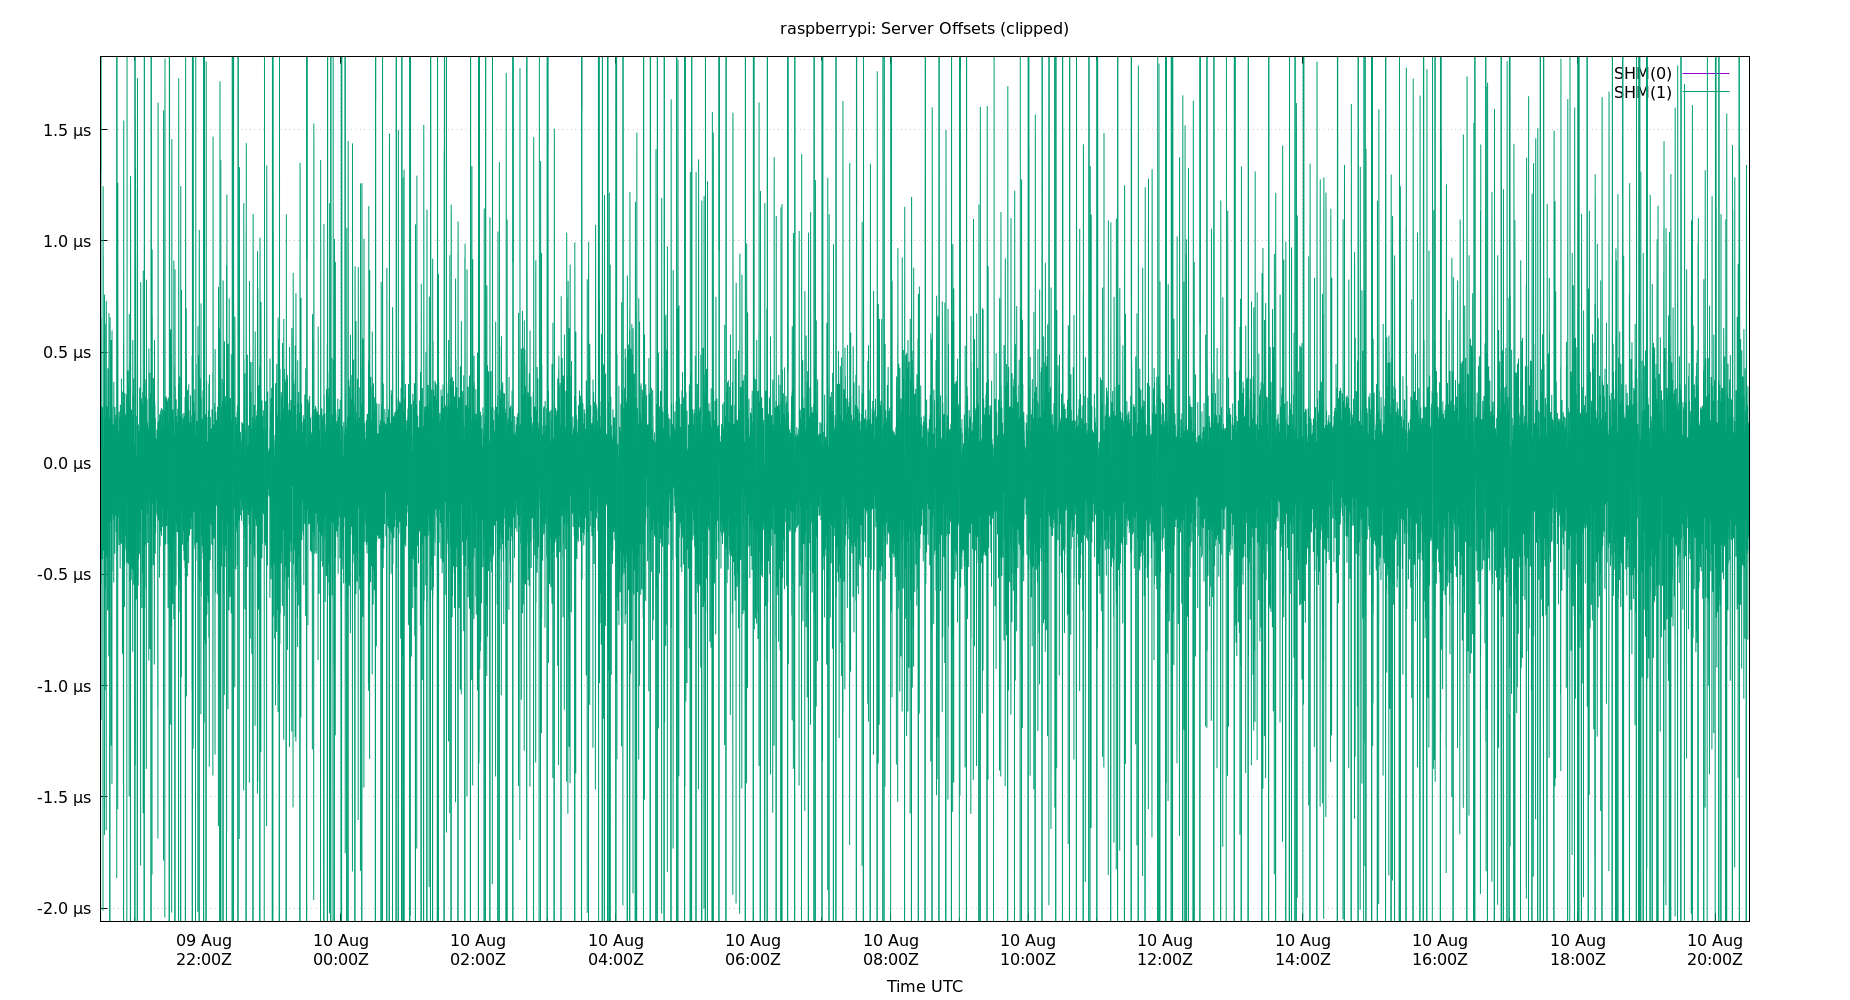 raspberrypi: Server Offsets (clipped)
SHM(0)
SHM(1)
1.5 µs
1.0 µs
0.5 µs
0.0 µs
-0.5 µs
-1.0 µs
-1.5 µs
-2.0 µs
09 Aug 10 Aug 10 Aug 10 Aug 10 Aug 10 Aug 10 Aug 10 Aug 10 Aug 10 Aug 10 Aug 10 Aug
22:00Z 00:00Z 02:00Z 04:00Z 06:00Z 08:00Z 10:00Z 12:00Z 14:00Z 16:00Z 18:00Z 20:00Z
Time UTC